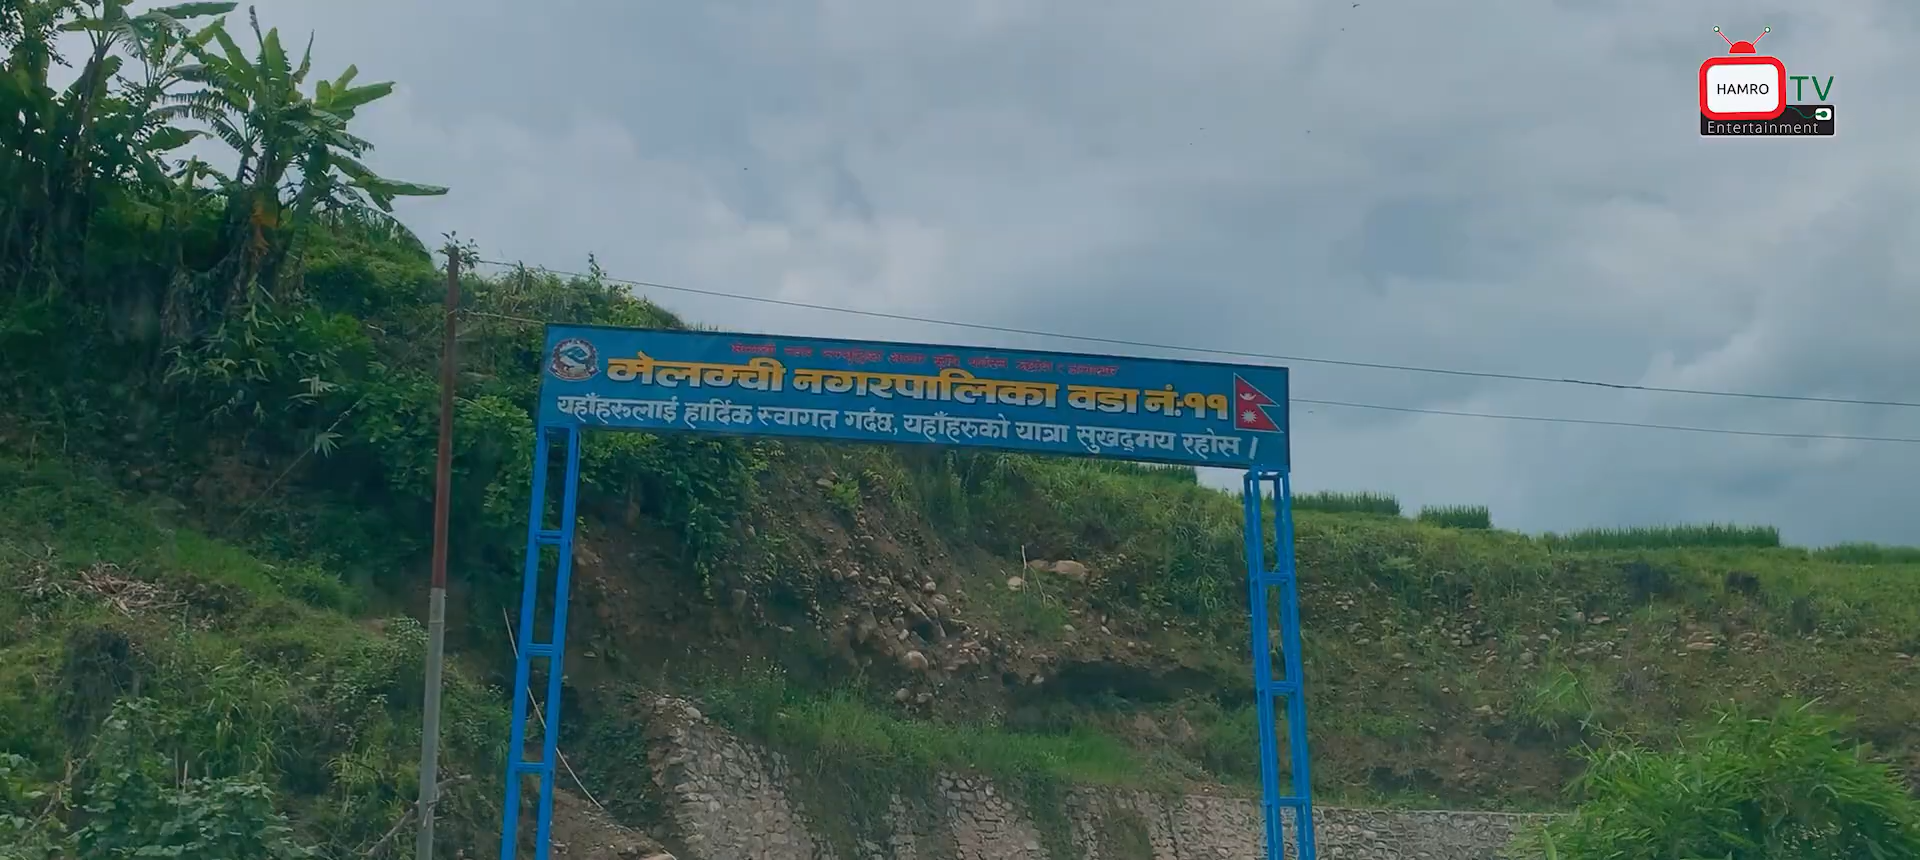 मेलम्ची नगरपालिका वडा नं:११
यहाँहरुलाई हार्दिक स्वागत गर्दछ, यहाँहरुको यात्रा सुखद्मय रहोस ।
HAMRO TV
Entertainment